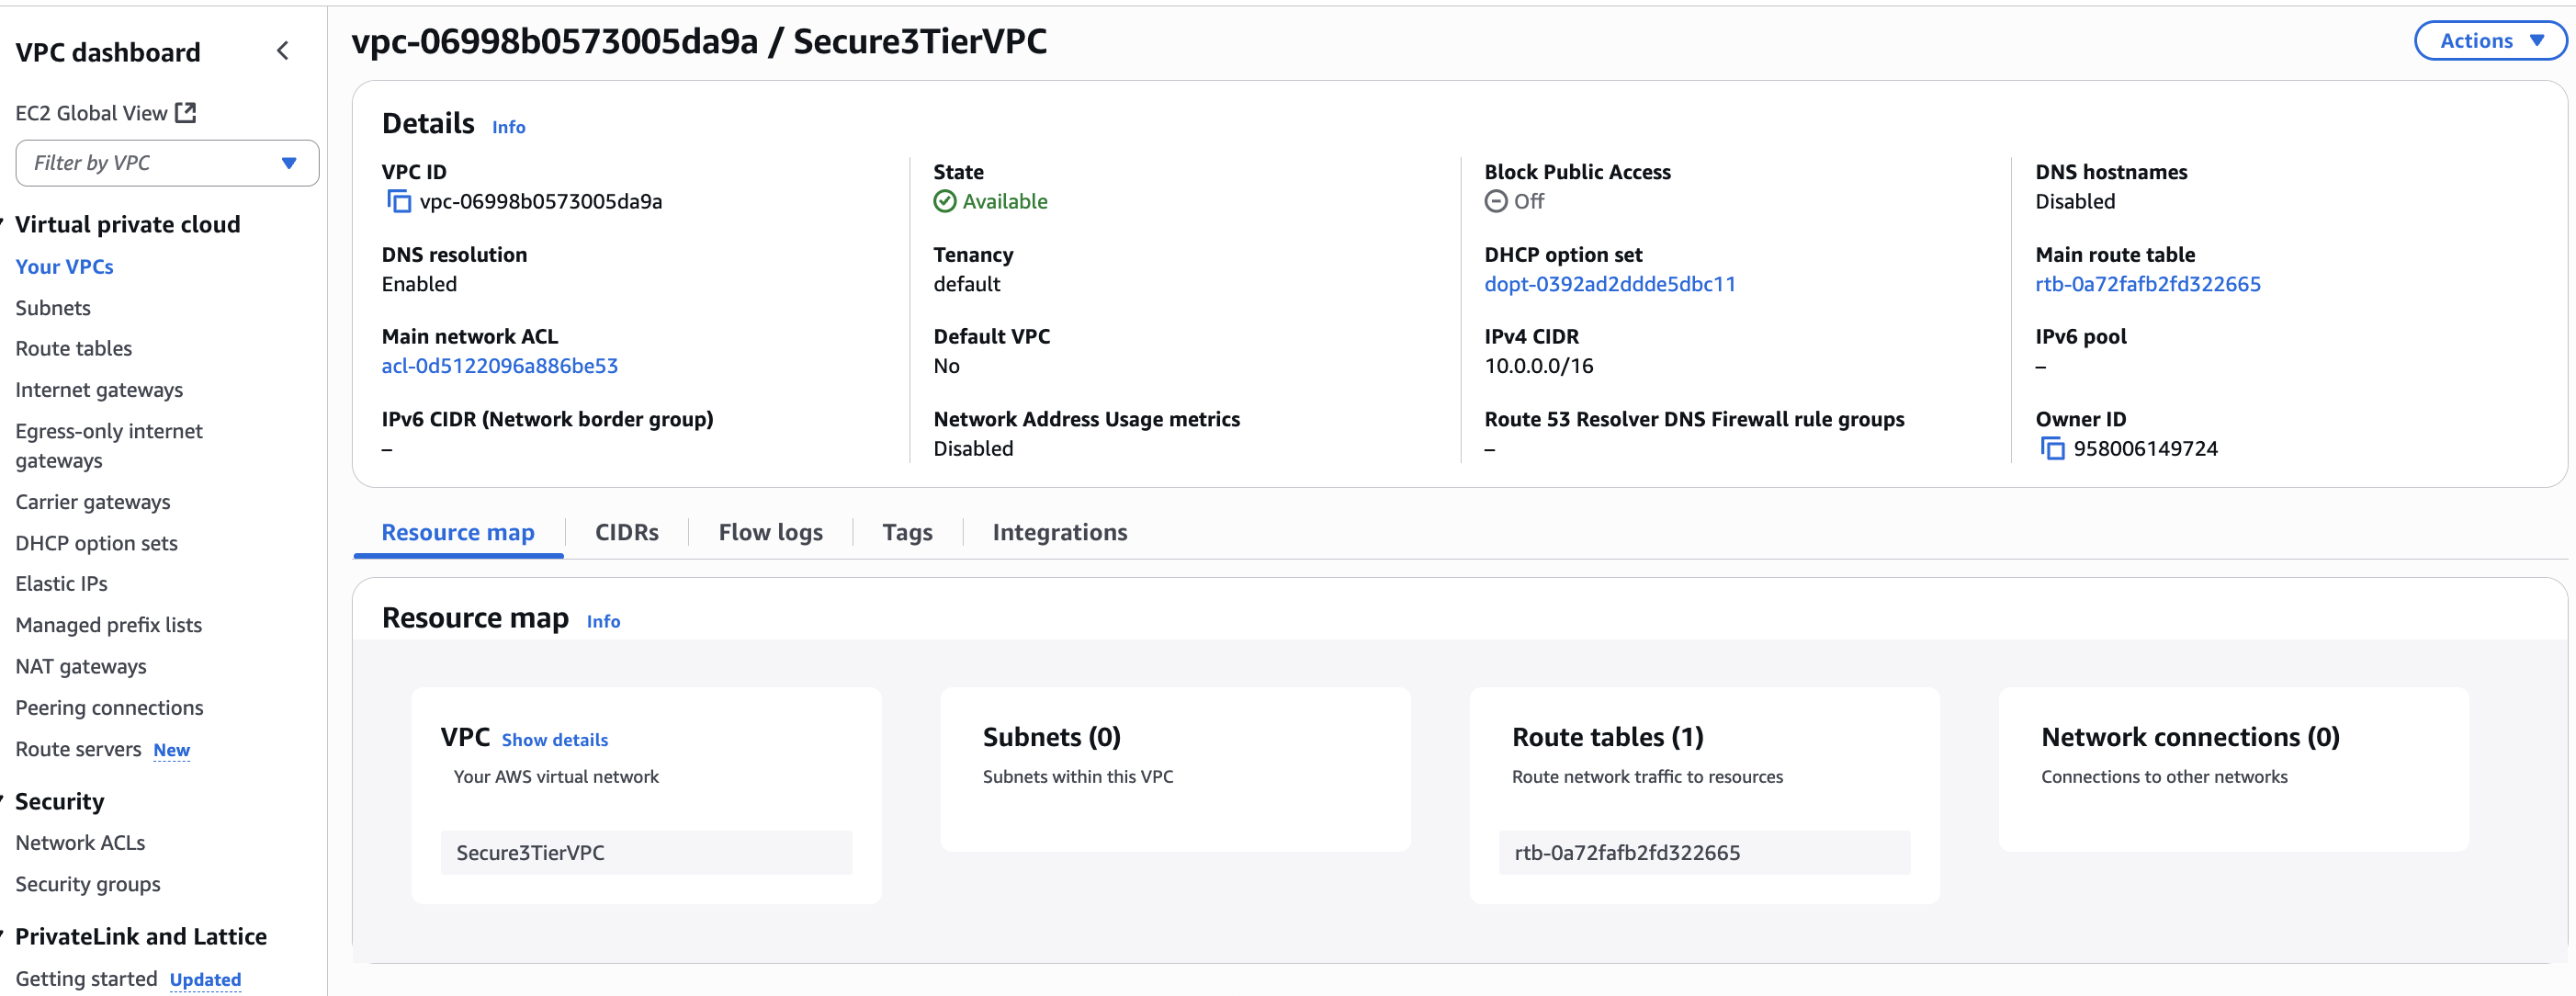 VPC dashboard
EC2 Global View
Filter by VPC
Virtual private cloud
Your VPCs
Subnets
Route tables
Internet gateways
Egress-only internet
gateways
Carrier gateways
DHCP option sets
Elastic IPs
Managed prefix lists
NAT gateways
Peering connections
Route servers New
Security
Network ACLs
Security groups
PrivateLink and Lattice
Getting started Updated
vpc-06998b0573005da9a / Secure3TierVPC
Actions
Details Info
VPC ID
vpc-06998b0573005da9a
State
Available
Block Public Access
Off
DNS hostnames
Disabled
DNS resolution
Enabled
Tenancy
default
DHCP option set
dopt-0392ad2ddde5dbc11
Main route table
rtb-0a72fafb2fd322665
Main network ACL
acl-0d5122096a886be53
Default VPC
No
IPv4 CIDR
10.0.0.0/16
IPv6 pool
–
IPv6 CIDR (Network border group)
–
Network Address Usage metrics
Disabled
Route 53 Resolver DNS Firewall rule groups
–
Owner ID
958006149724
Resource map
CIDRs
Flow logs
Tags
Integrations
Resource map Info
VPC Show details
Your AWS virtual network
Secure3TierVPC
Subnets (0)
Subnets within this VPC
Route tables (1)
Route network traffic to resources
rtb-0a72fafb2fd322665
Network connections (0)
Connections to other networks